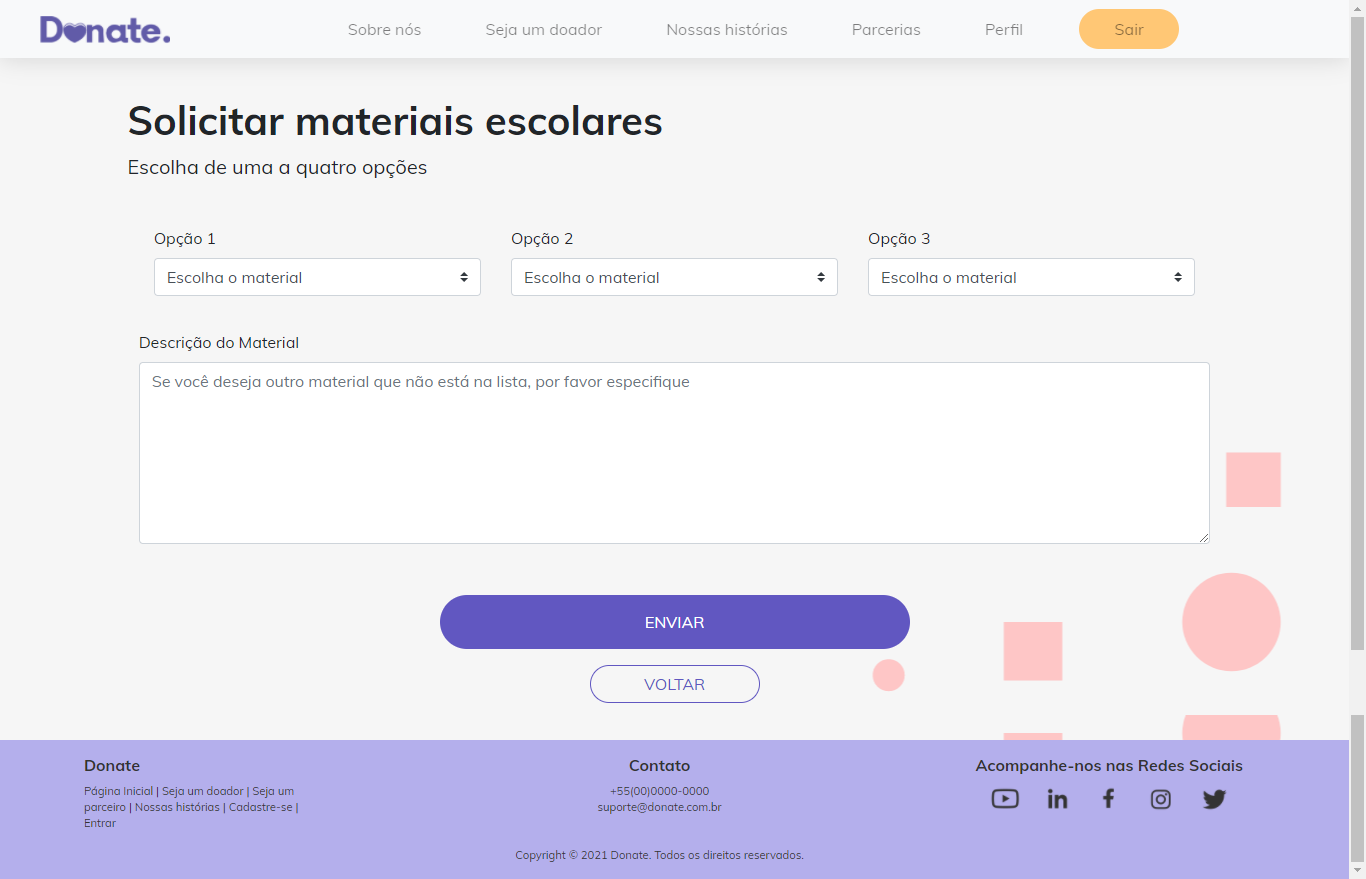 Donate.
Sobre nós
Seja um doador
Nossas histórias
Parcerias
Perfil
Sair
Solicitar materiais escolares
Escolha de uma a quatro opções
Opção 1
Opção 2
Opção 3
Escolha o material
Escolha o material
Escolha o material
Descrição do Material
Se você deseja outro material que não está na lista, por favor especifique
ENVIAR
VOLTAR
Donate
Página Inicial | Seja um doador | Seja um
parceiro | Nossas histórias | Cadastre-se |
Entrar
Contato
+55(00)0000-0000
suporte@donate.com.br
Acompanhe-nos nas Redes Sociais
Copyright © 2021 Donate. Todos os direitos reservados.